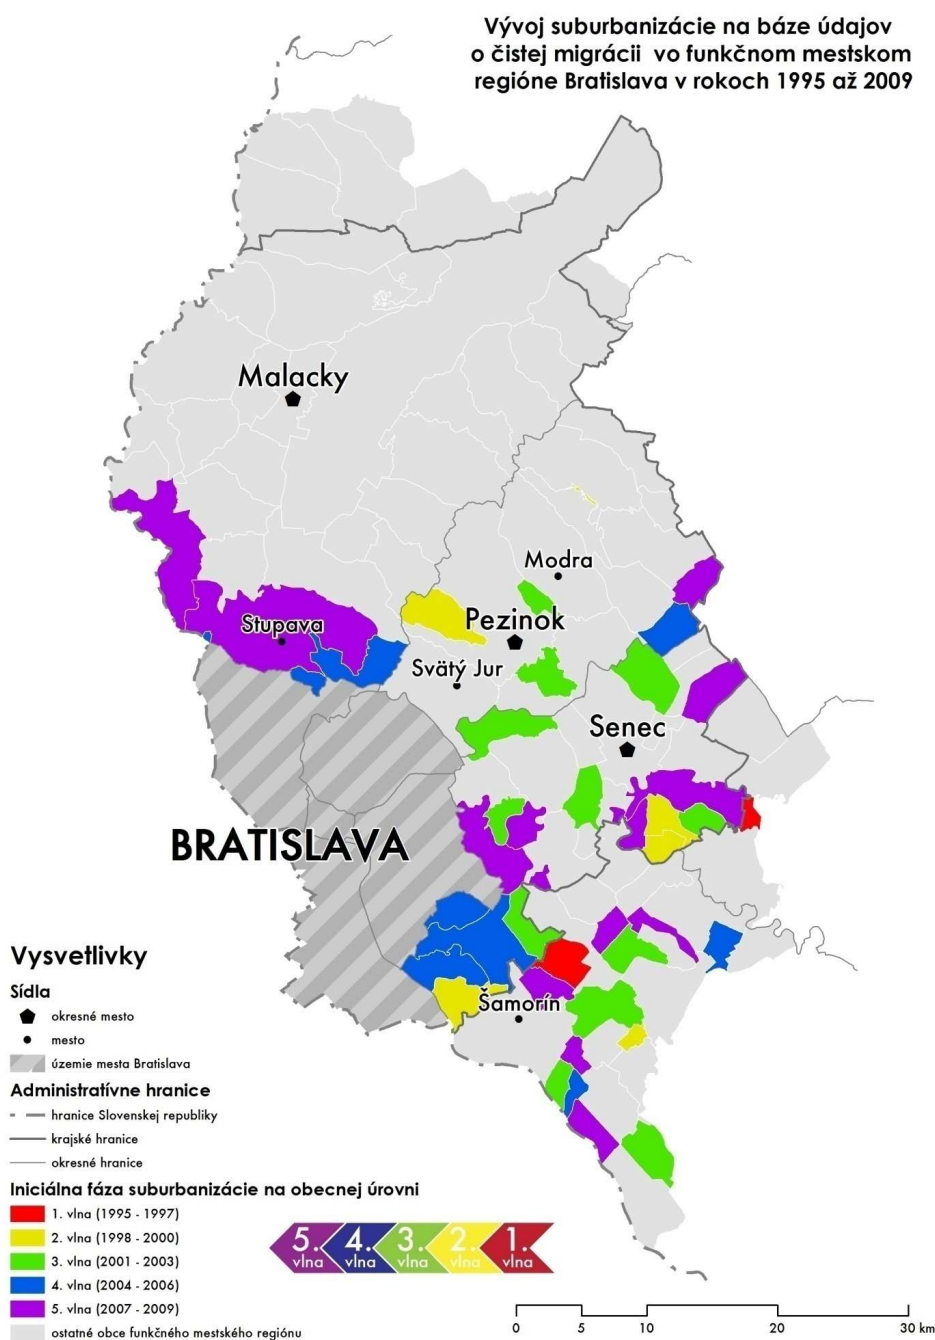 Vývoj suburbanizácie na báze údajov
o čistej migrácii vo funkčnom mestskom
regióne Bratislava v rokoch 1995 až 2009
Malacky
Modra
Stupava
Pezinok
Svätý Jur
Senec
BRATISLAVA
Šamorín
Vysvetlivky
Sídla
okresné mesto
mesto
územie mesta Bratislava
Administratívne hranice
hranice Slovenskej republiky
krajské hranice
okresné hranice
Iniciálna fáza suburbanizácie na obecnej úrovni
1. vlna (1995 - 1997)
2. vlna (1998 - 2000)
3. vlna (2001 - 2003)
4. vlna (2004 - 2006)
5. vlna (2007 - 2009)
ostatné obce funkčného mestského regiónu
5. vlna
4. vlna
3. vlna
2. vlna
1. vlna
0 5 10 20 30 km